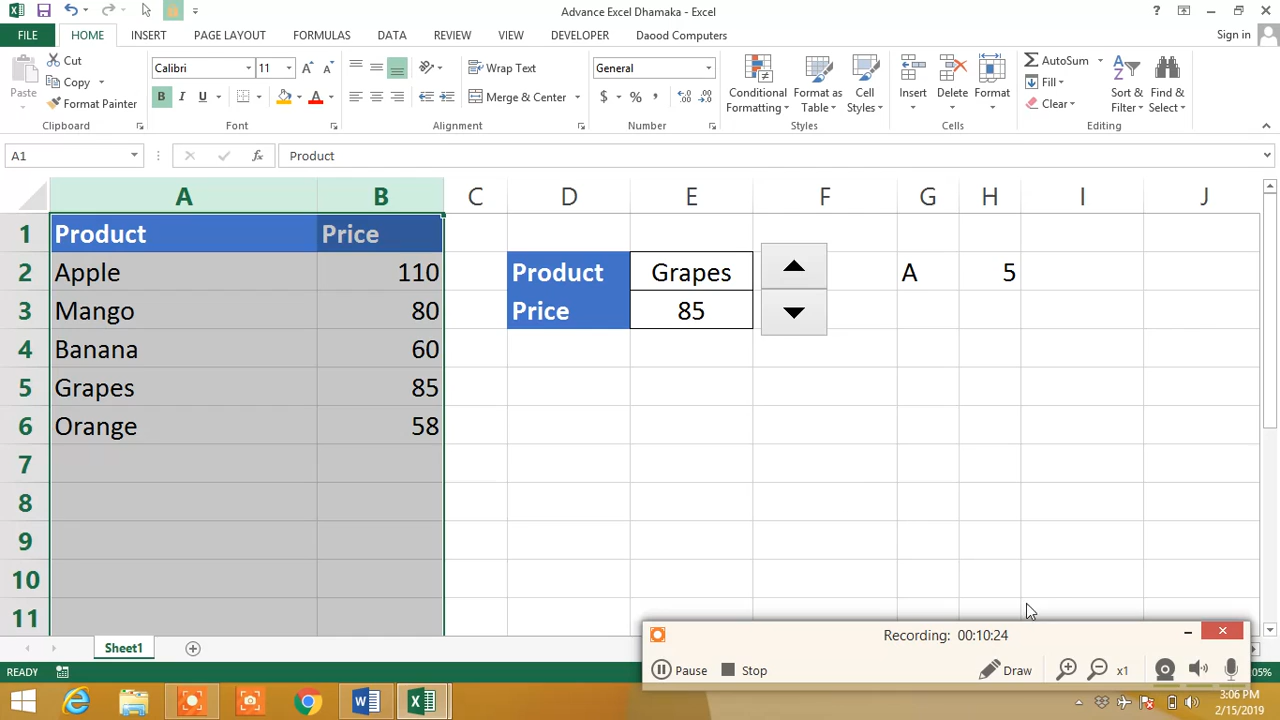 Advance Excel Dhamaka - Excel
?
FILE HOME INSERT PAGE LAYOUT FORMULAS DATA REVIEW VIEW DEVELOPER Daood Computers Sign in
Paste
Cut
Copy
Format Painter
Clipboard
Calibri 11
B I U
Font
Wrap Text
Merge & Center
Alignment
General
$ % ,
Number
Conditional Formatting
Format as Table
Cell Styles
Styles
Insert Delete Format
Cells
AutoSum
Fill
Clear
Sort & Filter
Find & Select
Editing
A1 fx Product
A B C D E F G H I J
1 Product Price
2 Apple 110 Product Grapes A 5
3 Mango 80 Price 85
4 Banana 60
5 Grapes 85
6 Orange 58
7
8
9
10
11
Sheet1
Recording: 00:10:24
Pause Stop Draw x1
READY
05%
3:06 PM
2/15/2019